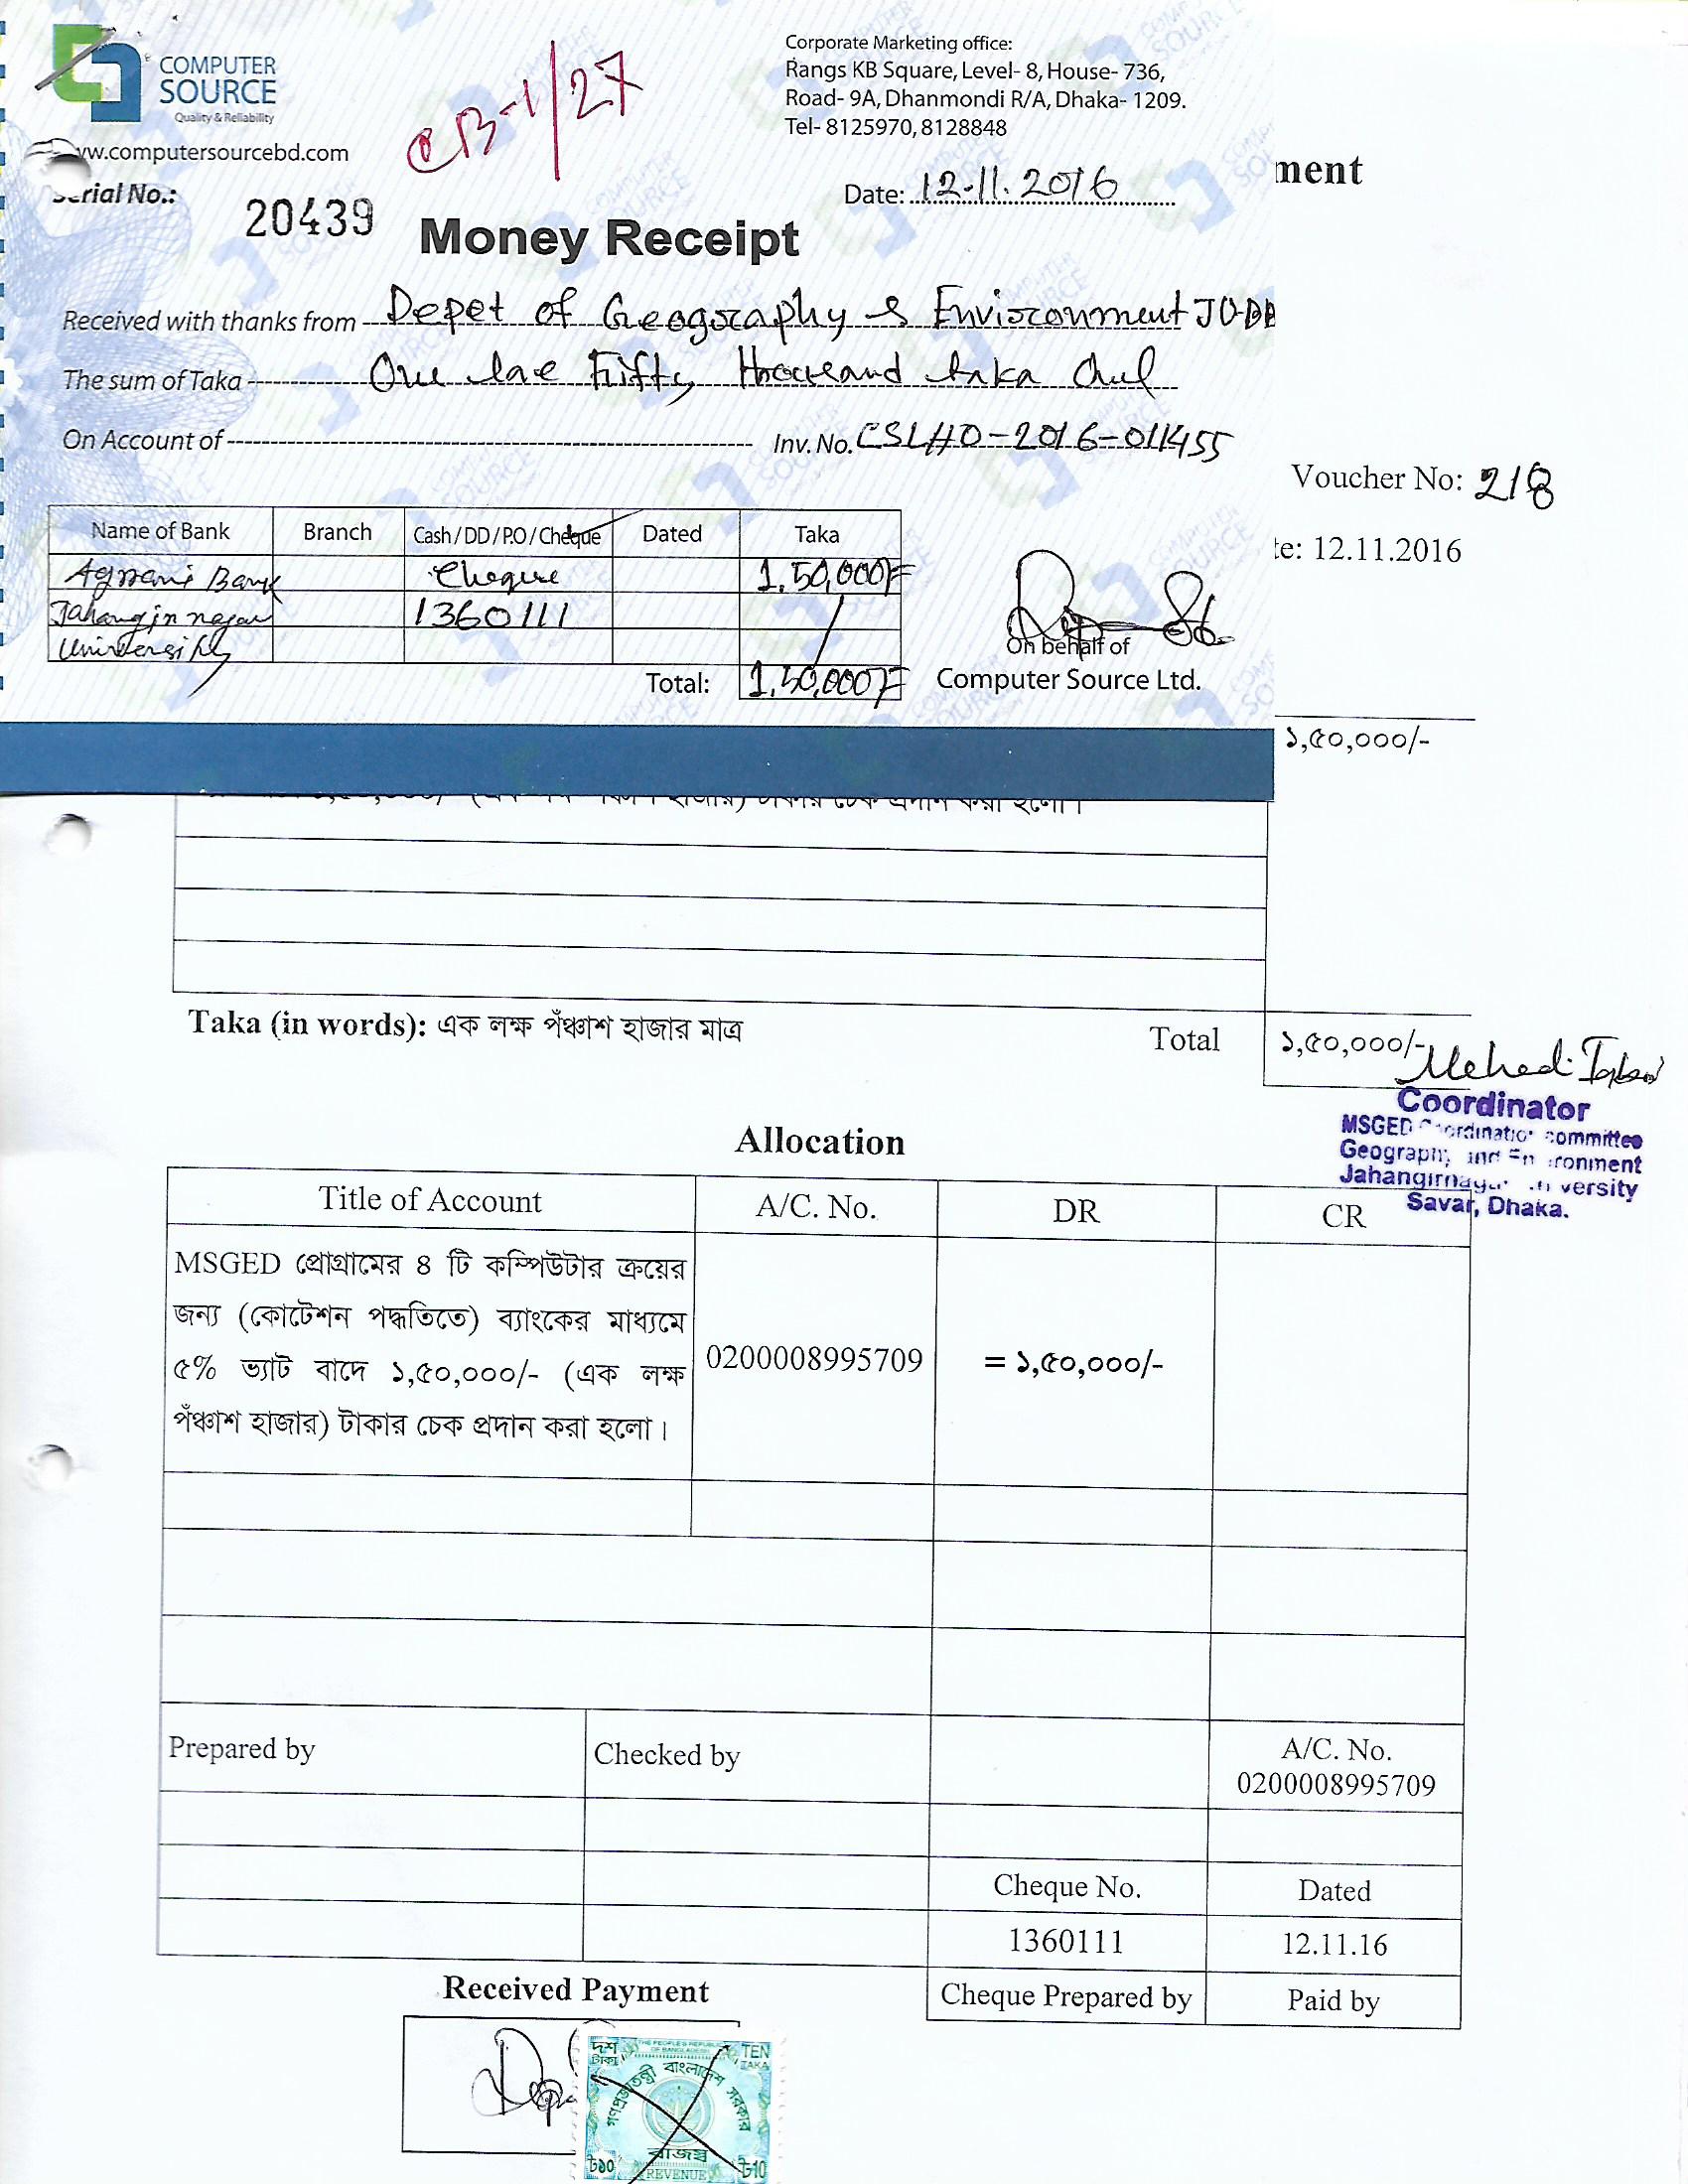 COMPUTER
SOURCE
Quality & Reliability
www.computersourcebd.com
CB-1/27
Corporate Marketing office:
Rangs KB Square, Level- 8, House- 736,
Road- 9A, Dhanmondi R/A, Dhaka- 1209.
Tel- 8125970, 8128848
Serial No.: 20439
Date: 12.11.2016
ment
Money Receipt
Received with thanks from Depet of Geography & Environment JU-DD
The sum of Taka One lac Fifty Thousand taka Only
On Account of Inv. No. CSLHO-2016-011455
Voucher No: 218
te: 12.11.2016
Name of Bank Branch Cash/DD/P.O/Cheque Dated Taka
Agrani Bank Cheque 1,50,000/=
Jahangirnagar 1360111
University
Total: 1,50,000/=
On behalf of
Computer Source Ltd.
১,৫০,০০০/-
হাজার) টাকার চেক প্রদান করা হলো।
Taka (in words): এক লক্ষ পঁঞ্চাশ হাজার মাত্র Total ১,৫০,০০০/-
Mehedi Iqbal
Coordinator
MSGED Coordination committee
Geography and Environment
Jahangirnagar University
Savar, Dhaka.
Allocation
Title of Account A/C. No. DR CR
MSGED প্রোগ্রামের ৪ টি কম্পিউটার ক্রয়ের
জন্য (কোটেশন পদ্ধতিতে) ব্যাংকের মাধ্যমে
৫% ভ্যাট বাদে ১,৫০,০০০/- (এক লক্ষ
পঁঞ্চাশ হাজার) টাকার চেক প্রদান করা হলো।
0200008995709 = ১,৫০,০০০/-
Prepared by Checked by A/C. No.
0200008995709
Cheque No. Dated
1360111 12.11.16
Received Payment Cheque Prepared by Paid by
দশ টাকা
THE PEOPLE'S REPUBLIC
OF BANGLADESH
TEN TAKA
গণপ্রজাতন্ত্রী বাংলাদেশ সরকার
রাজস্ব
৳১০ REVENUE ৳10